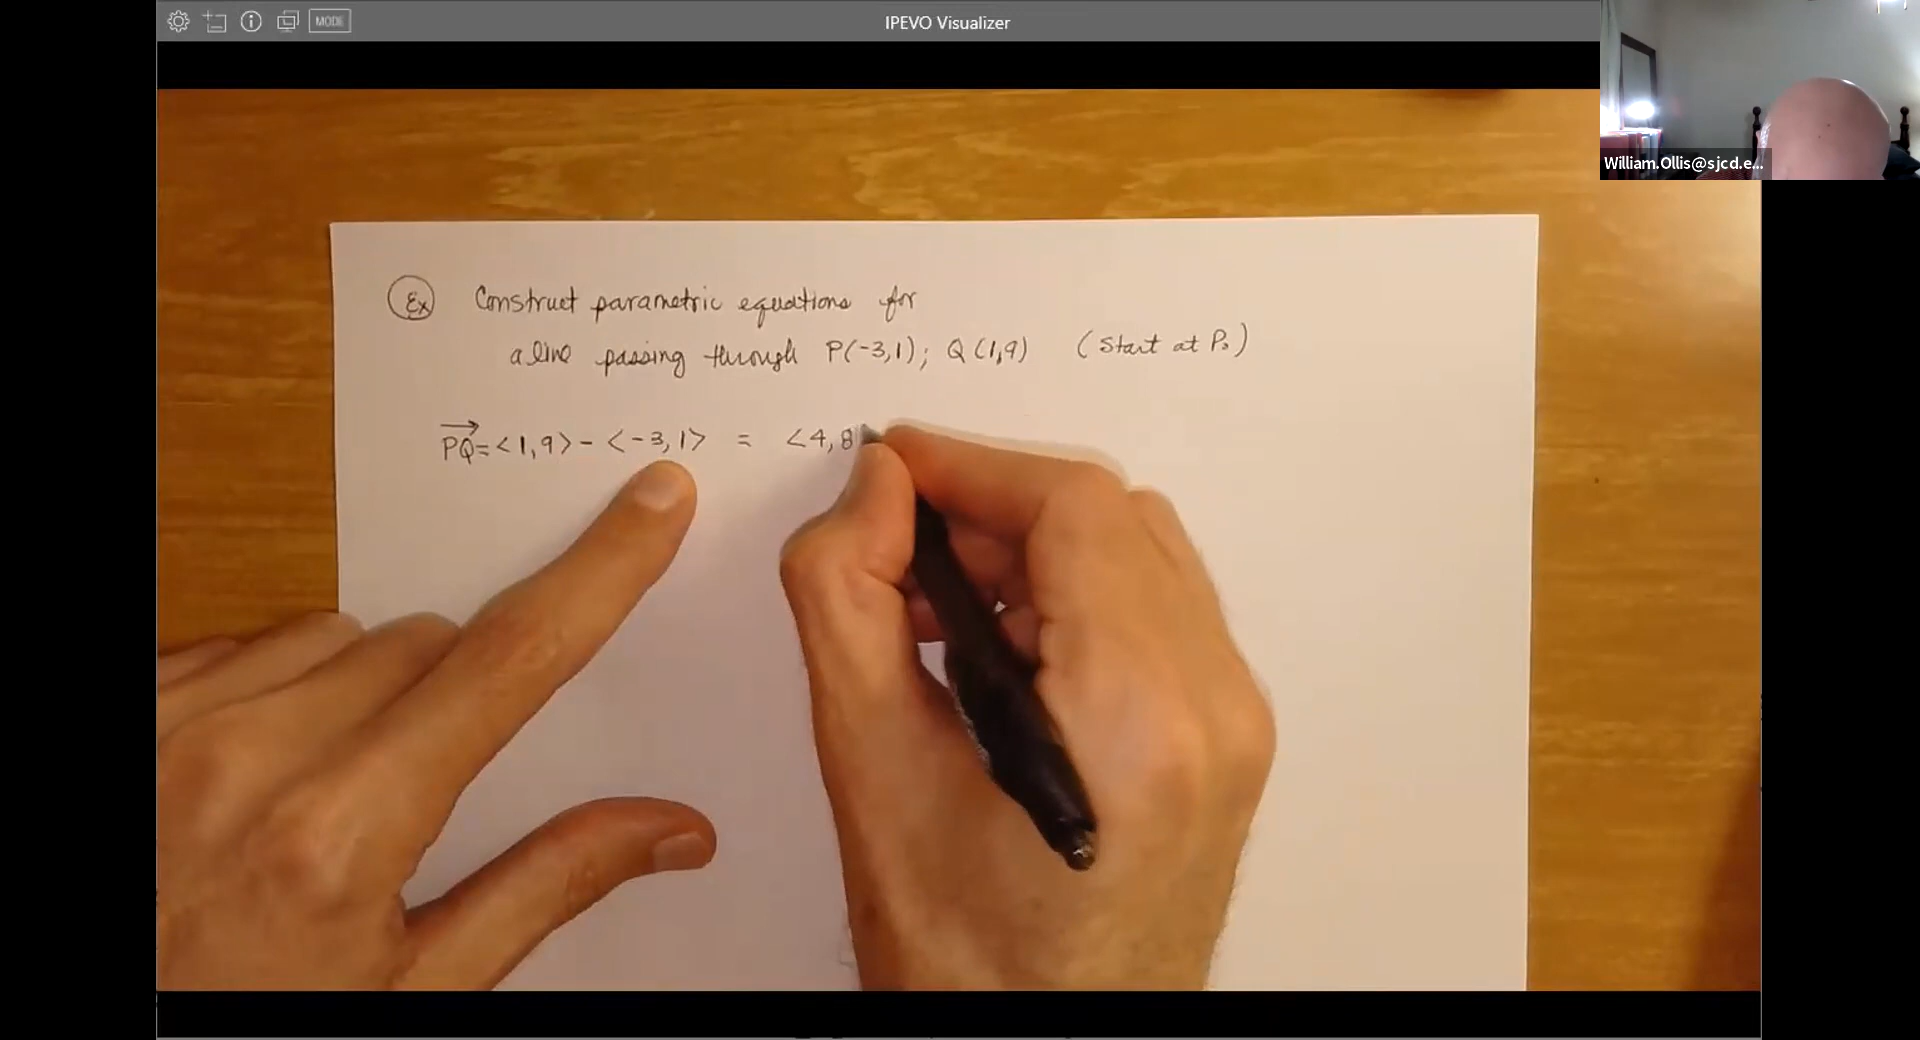 MODE
IPEVO Visualizer
William.Ollis@sjcd.e...
Ex Construct parametric equations for
a line passing through P(-3,1); Q(1,9) (Start at P.)
PQ=<1,9> - <-3,1> = <4,8